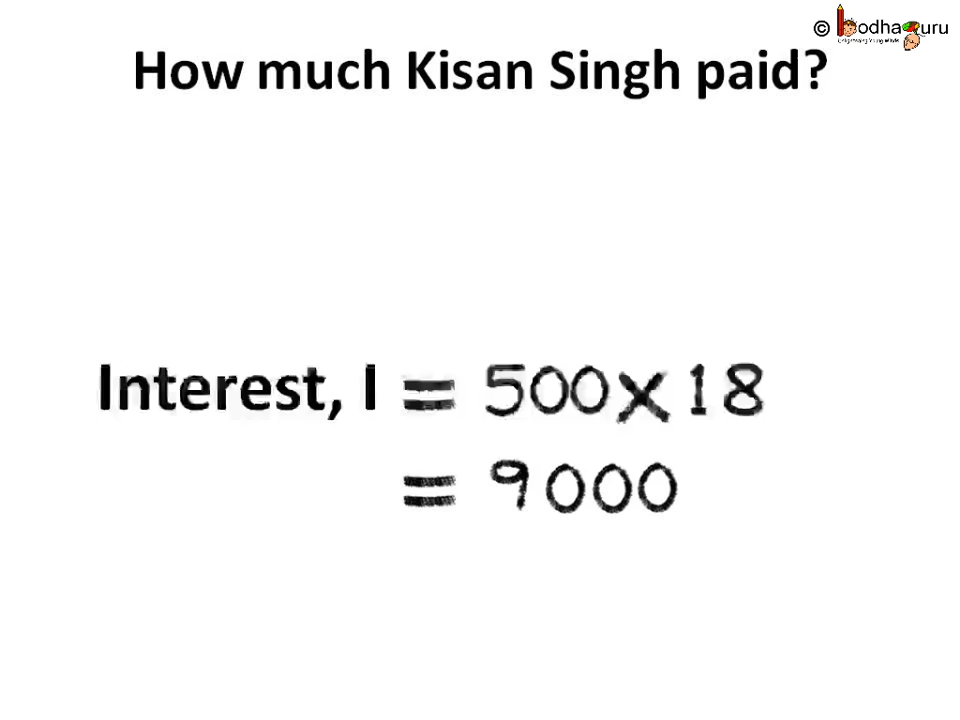 © BodhaGuru
How much Kisan Singh paid?
Interest, I = 500 x 18
= 9000